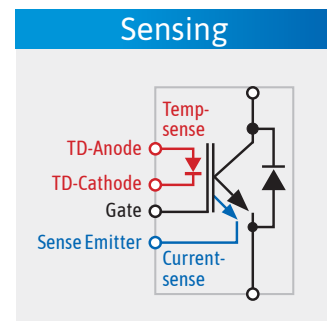 Sensing
Temp-
sense
TD-Anode
TD-Cathode
Gate
Sense Emitter
Current-
sense